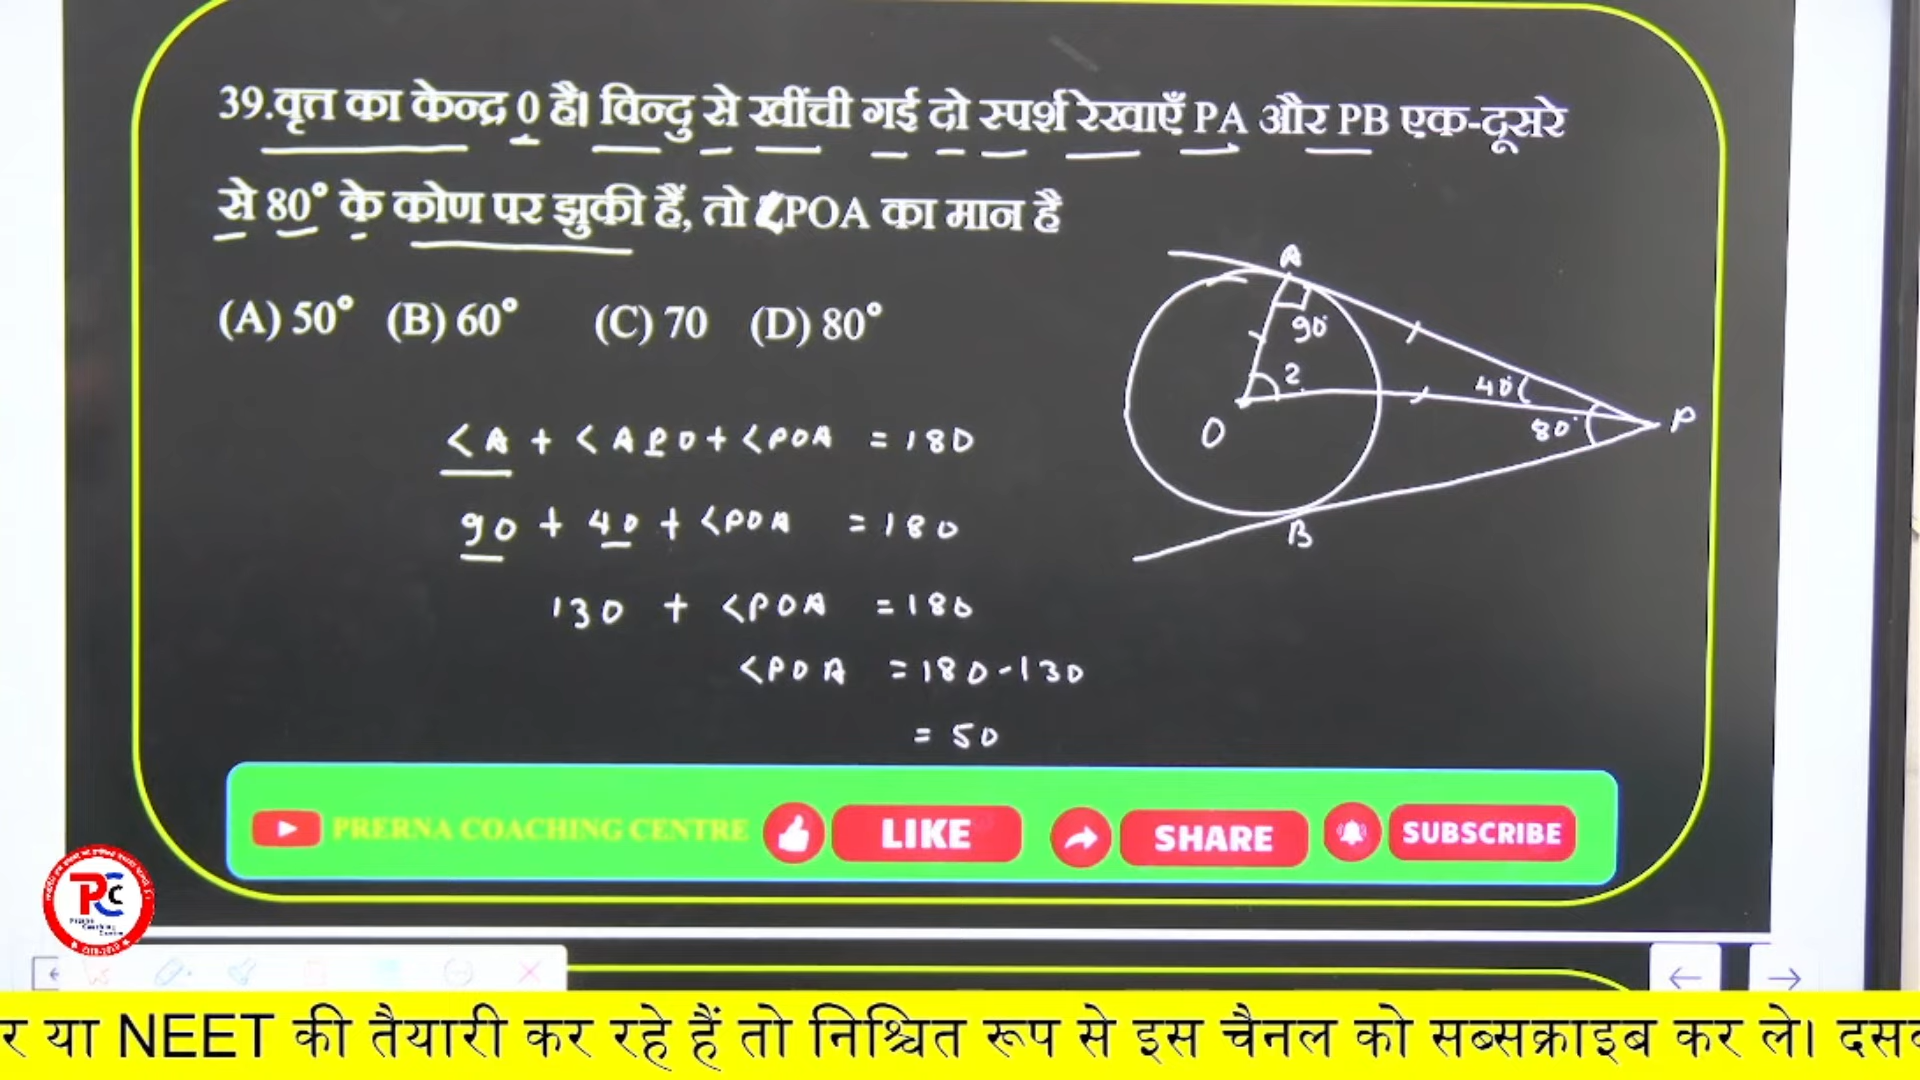 39.वृत्त का केन्द्र 0 है। विन्दु से खींची गई दो स्पर्श रेखाएँ PA और PB एक-दूसरे
से 80° के कोण पर झुकी हैं, तो ∠POA का मान है
(A) 50° (B) 60° (C) 70 (D) 80°
A
90°
2
40°
80°
P
O
B
<A + <APO + <POA = 180
90 + 40 + <POA = 180
130 + <POA = 180
<POA = 180-130
= 50
PRERNA COACHING CENTRE LIKE SHARE SUBSCRIBE
PCC
र या NEET की तैयारी कर रहे हैं तो निश्चित रूप से इस चैनल को सब्सक्राइब कर ले। दसव